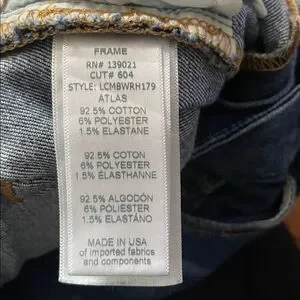 FRAME
RN# 139021
CUT# 604
STYLE: LCMBWRH179
ATLAS
92.5% COTTON
6% POLYESTER
1.5% ELASTANE
92.5% COTON
6% POLYESTER
1.5% ÉLASTHANNE
92.5% ALGODÓN
6% POLIÉSTER
1.5% ELASTÁNO
MADE IN USA
of imported fabrics
and components